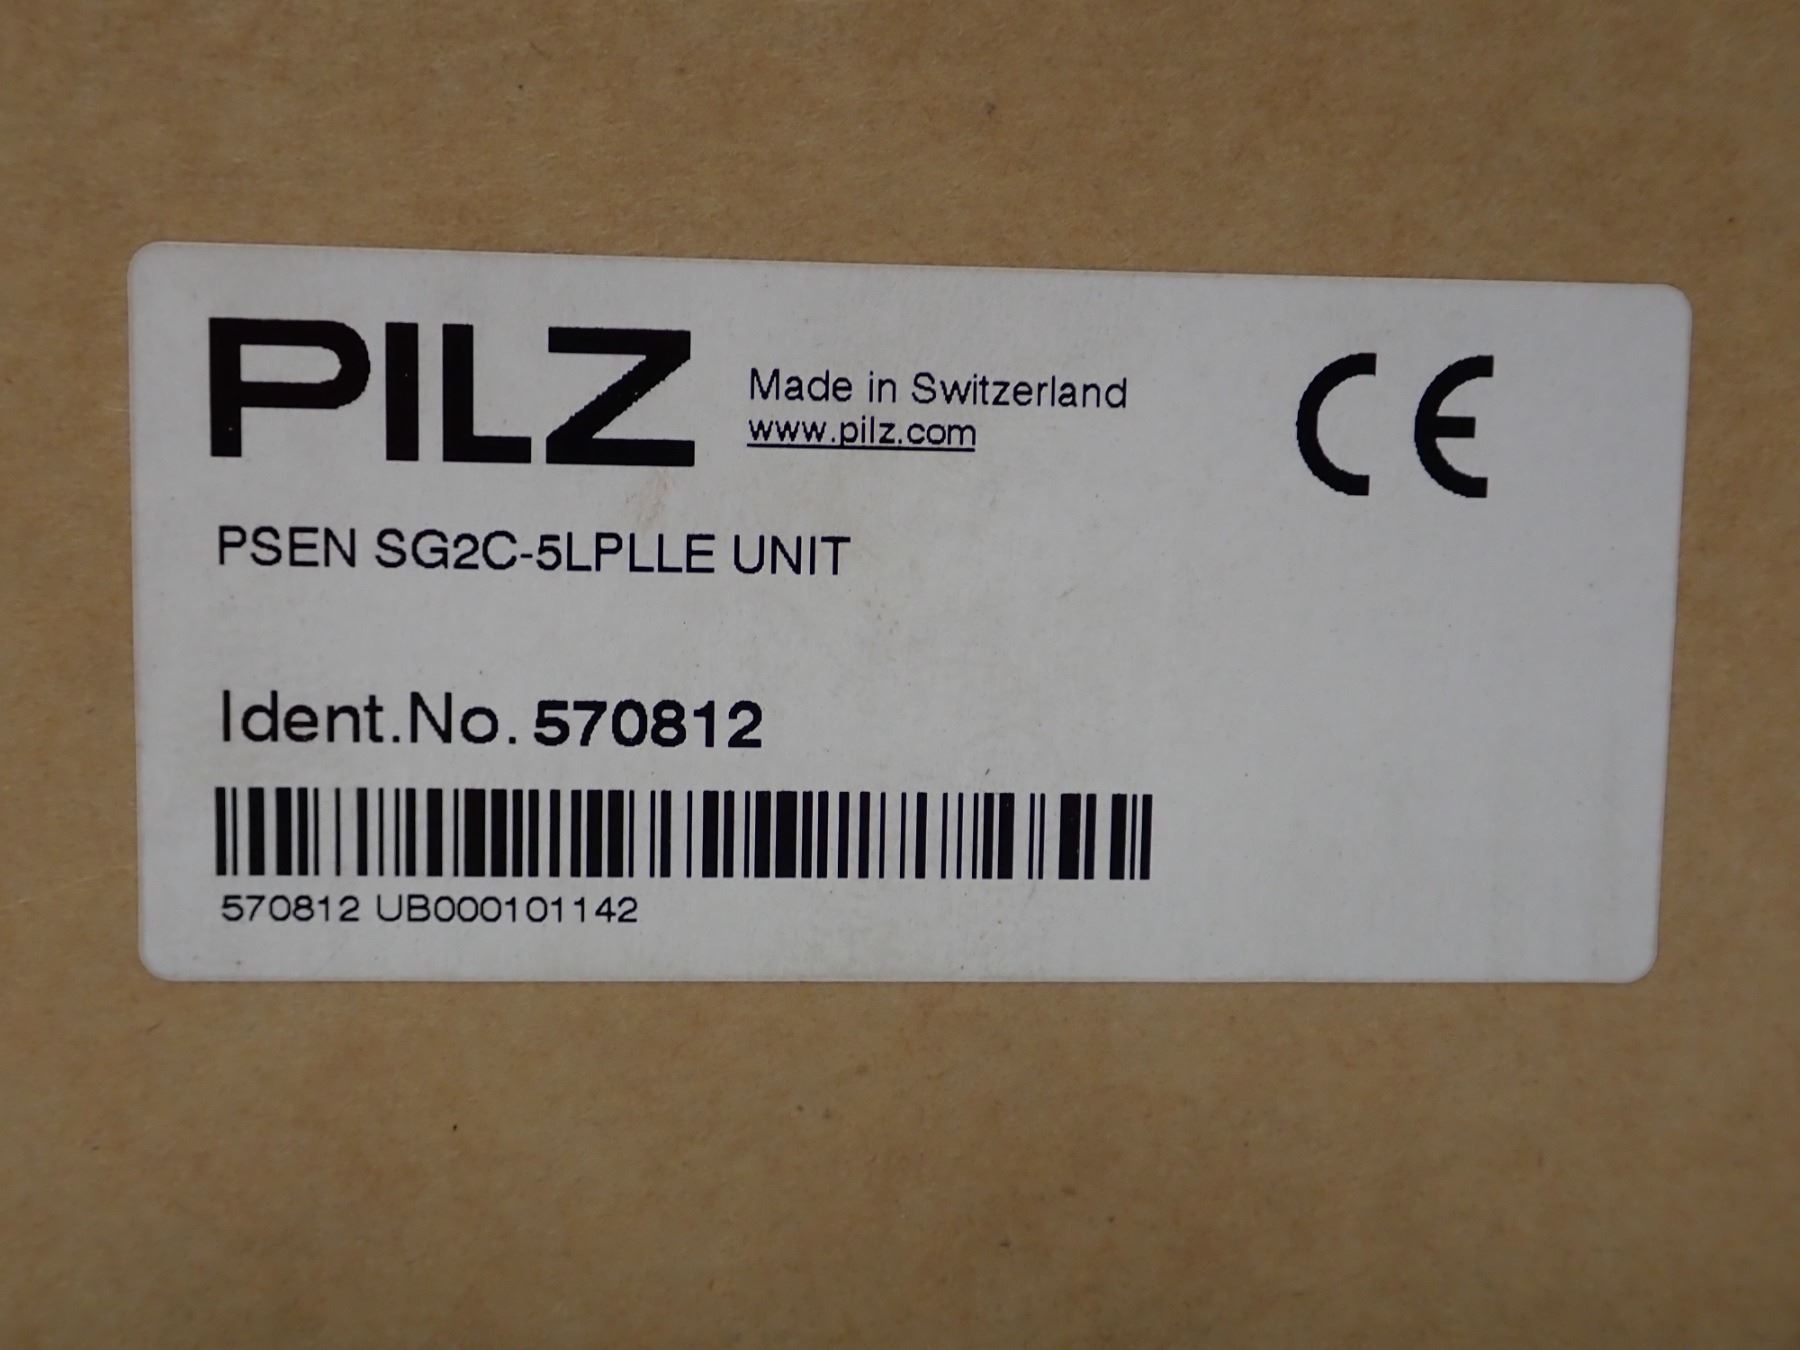 PILZ
Made in Switzerland
www.pilz.com
CE
PSEN SG2C-5LPLLE UNIT
Ident.No. 570812
570812 UB000101142